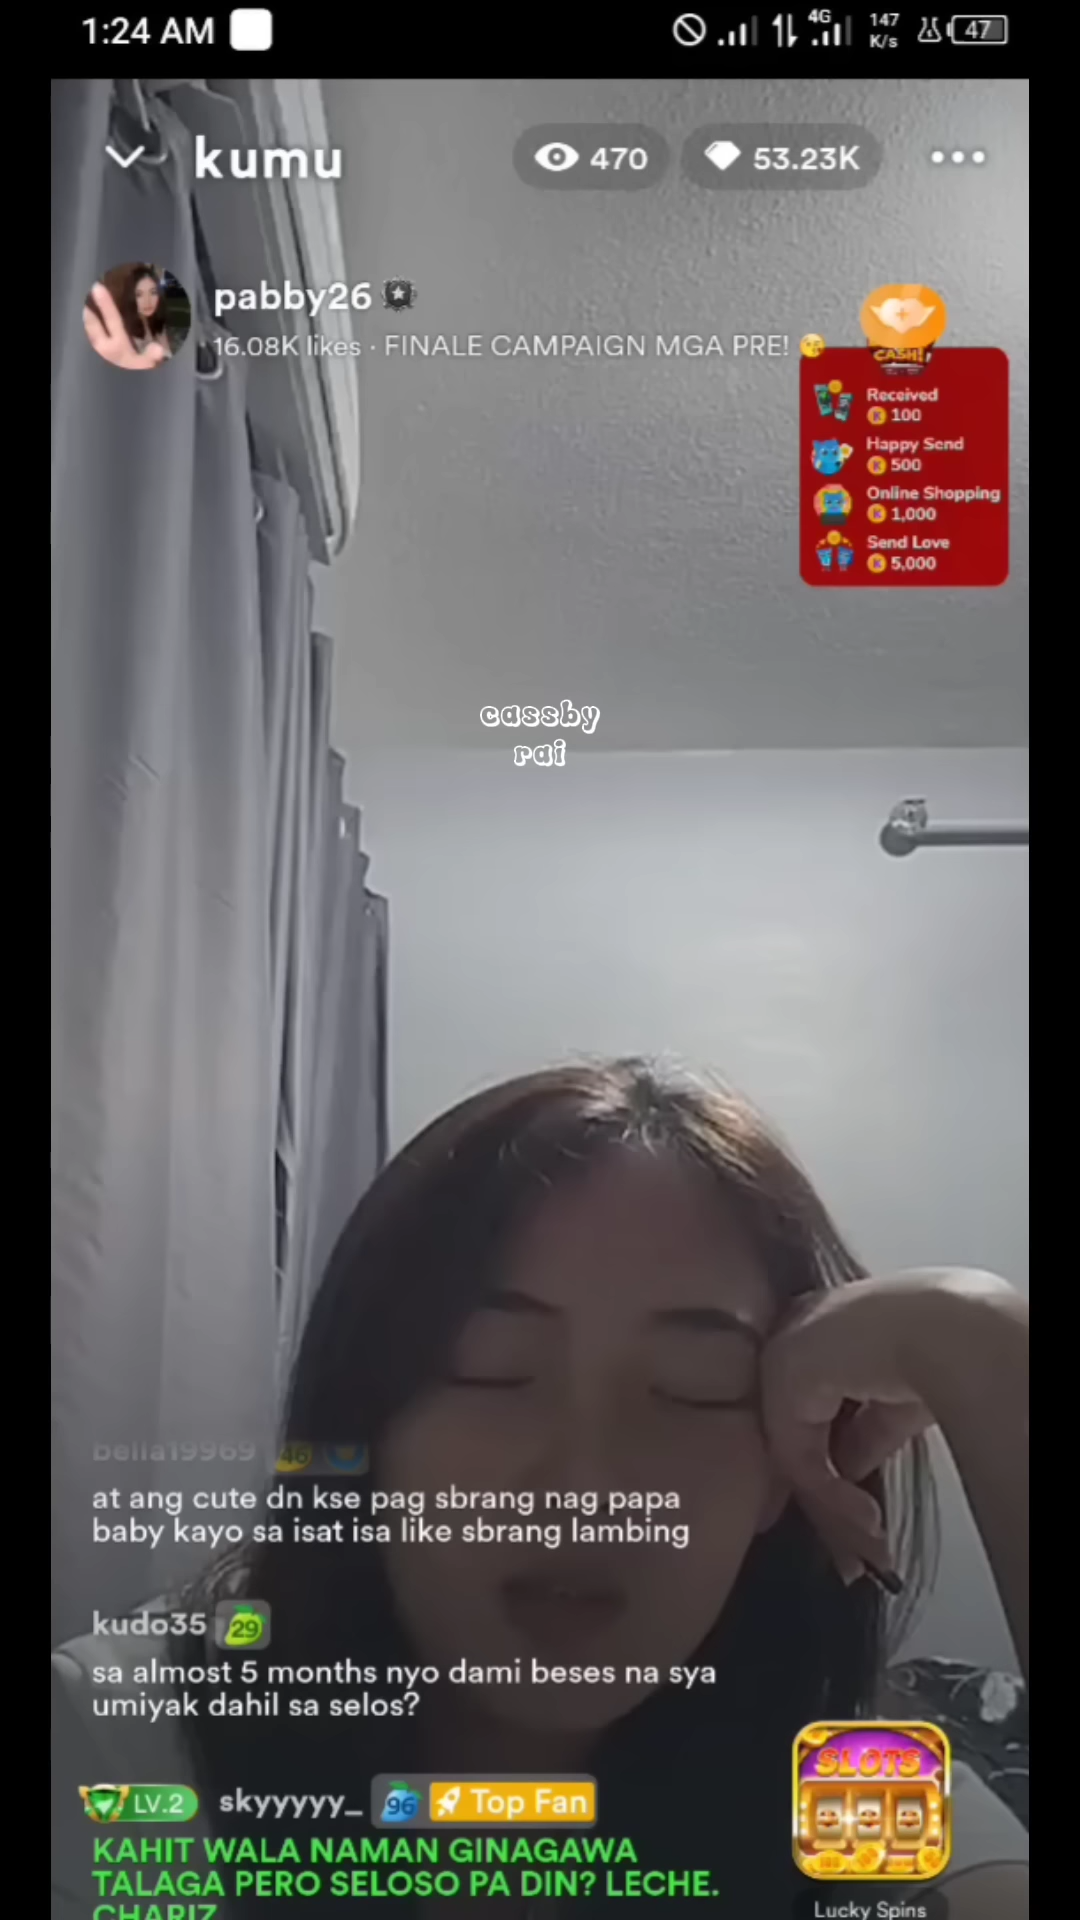 1:24 AM
4G
147
K/s
47
kumu
470
53.23K
pabby26
16.08K likes · FINALE CAMPAIGN MGA PRE! 😘
CASH!
Received
100
Happy Send
500
Online Shopping
1,000
Send Love
5,000
cassby
rai
bella19969 46
at ang cute dn kse pag sbrang nag papa
baby kayo sa isat isa like sbrang lambing
kudo35 29
sa almost 5 months nyo dami beses na sya
umiyak dahil sa selos?
LV.2 skyyyyy_ 96 Top Fan
KAHIT WALA NAMAN GINAGAWA
TALAGA PERO SELOSO PA DIN? LECHE.
CHARIZ
SLOTS
Lucky Spins